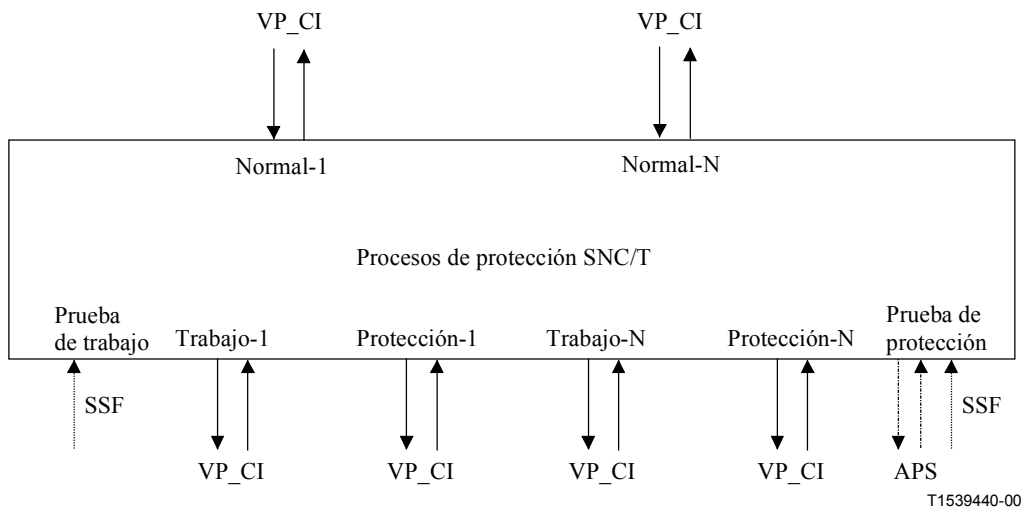 VP_CI VP_CI
Normal-1 Normal-N
Procesos de protección SNC/T
Prueba
de trabajo
Trabajo-1
Protección-1
Trabajo-N
Protección-N
Prueba de
protección
SSF
SSF
VP_CI
VP_CI
VP_CI
VP_CI
APS
T1539440-00